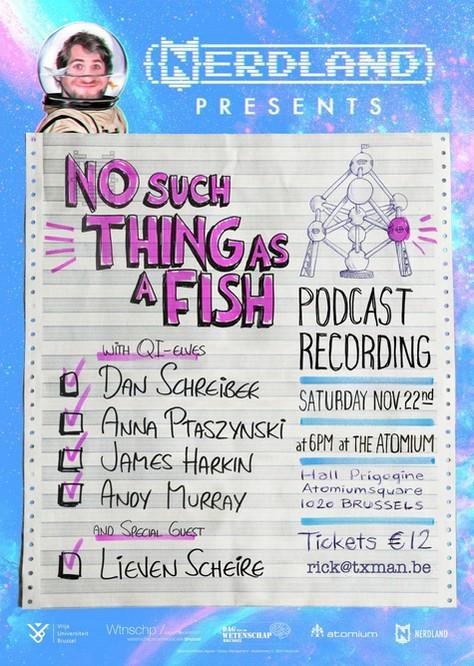 NERDLAND
PRESENTS
NO SUCH
THING AS
A FISH
PODCAST
RECORDING
WITH QI-ELVES
DAN SCHREIBER
ANNA PTASZYNSKI
JAMES HARKIN
ANDY MURRAY
AND SPECIAL GUEST
LIEVEN SCHEIRE
SATURDAY NOV. 22nd
at 6PM at THE ATOMIUM
Hall Prigogine
Atomiumsquare
1020 BRUSSELS
Tickets €12
rick@txman.be
Vrije
Universiteit
Brussel
Wtnschp /
DAG
WETENSCHAP
atomium
NERDLAND